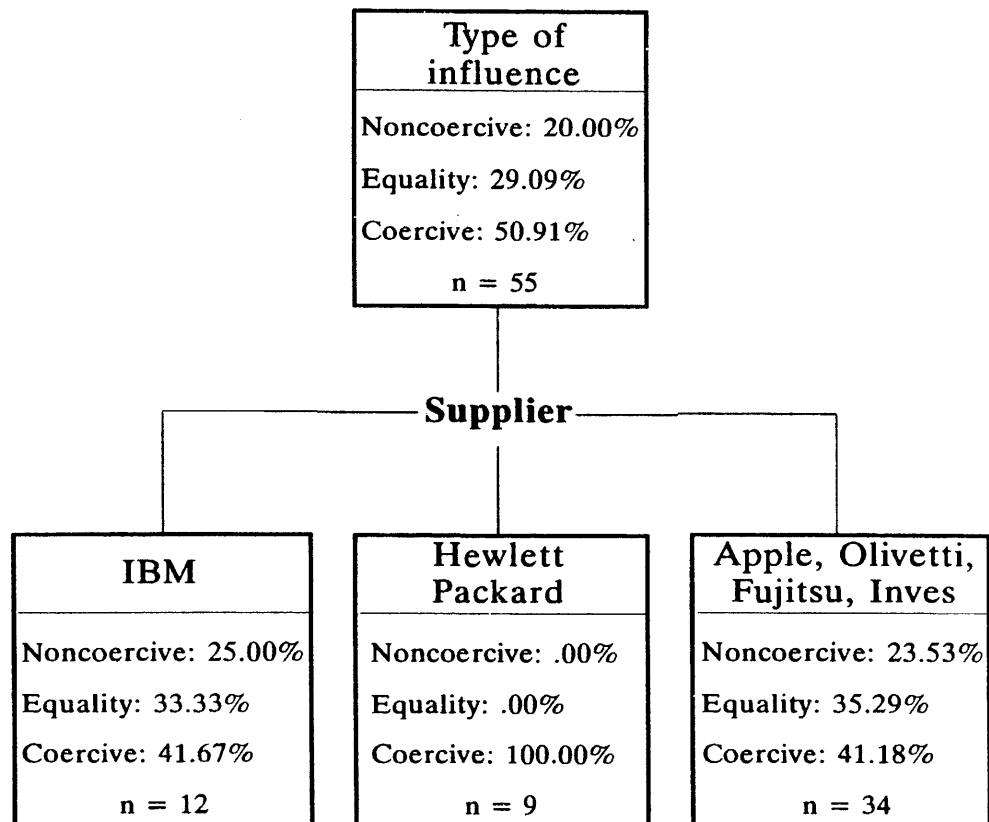 Type of
influence
Noncoercive: 20.00%
Equality: 29.09%
Coercive: 50.91%
n = 55
Supplier
IBM
Noncoercive: 25.00%
Equality: 33.33%
Coercive: 41.67%
n = 12
Hewlett
Packard
Noncoercive: .00%
Equality: .00%
Coercive: 100.00%
n = 9
Apple, Olivetti,
Fujitsu, Inves
Noncoercive: 23.53%
Equality: 35.29%
Coercive: 41.18%
n = 34